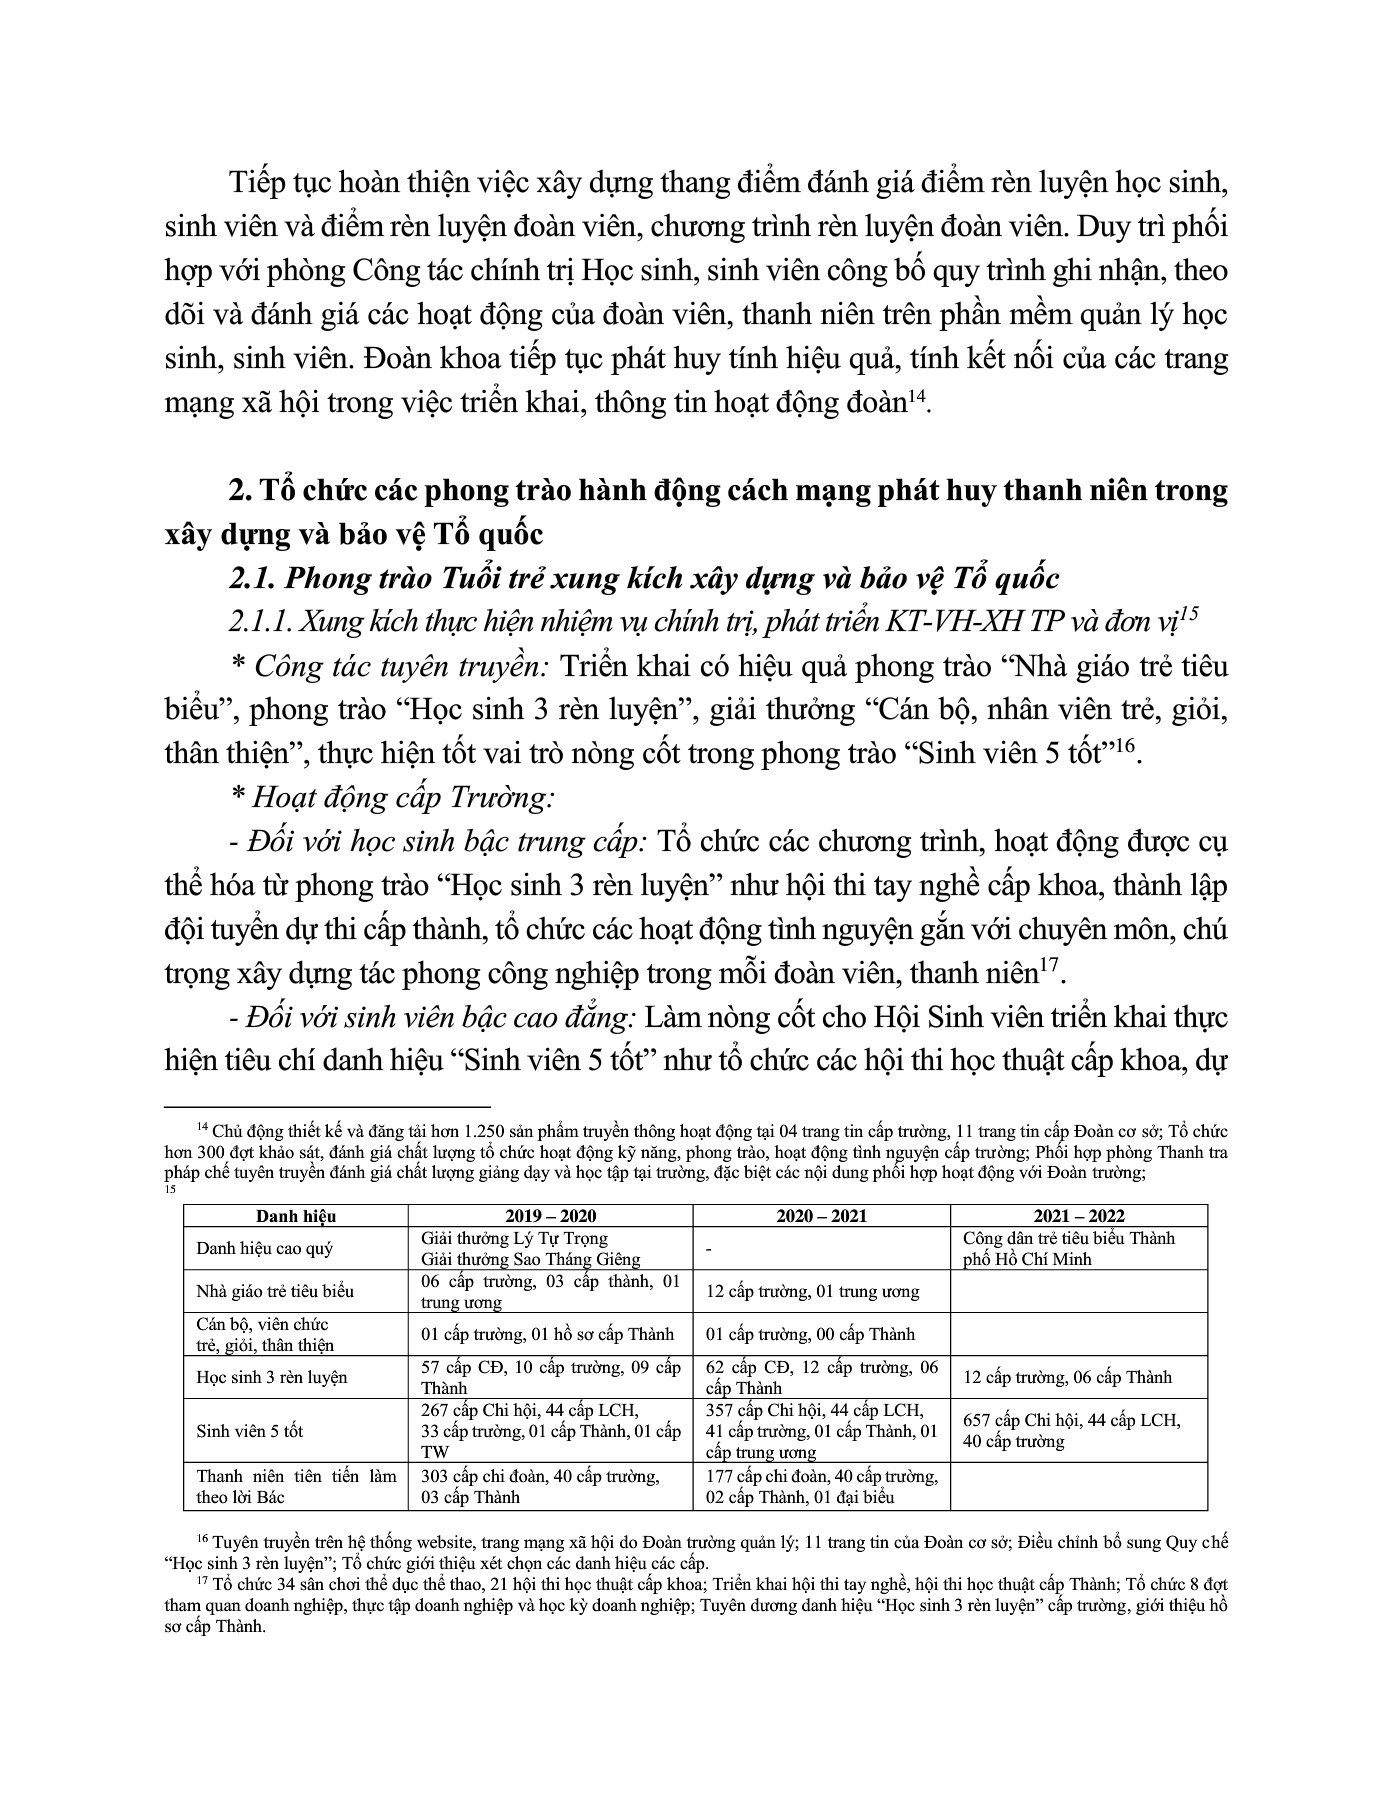 Tiếp tục hoàn thiện việc xây dựng thang điểm đánh giá điểm rèn luyện học sinh,
sinh viên và điểm rèn luyện đoàn viên, chương trình rèn luyện đoàn viên. Duy trì phối
hợp với phòng Công tác chính trị Học sinh, sinh viên công bố quy trình ghi nhận, theo
dõi và đánh giá các hoạt động của đoàn viên, thanh niên trên phần mềm quản lý học
sinh, sinh viên. Đoàn khoa tiếp tục phát huy tính hiệu quả, tính kết nối của các trang
mạng xã hội trong việc triển khai, thông tin hoạt động đoàn14.
2. Tổ chức các phong trào hành động cách mạng phát huy thanh niên trong
xây dựng và bảo vệ Tổ quốc
2.1. Phong trào Tuổi trẻ xung kích xây dựng và bảo vệ Tổ quốc
2.1.1. Xung kích thực hiện nhiệm vụ chính trị, phát triển KT-VH-XH TP và đơn vị15
* Công tác tuyên truyền: Triển khai có hiệu quả phong trào “Nhà giáo trẻ tiêu
biểu”, phong trào “Học sinh 3 rèn luyện”, giải thưởng “Cán bộ, nhân viên trẻ, giỏi,
thân thiện”, thực hiện tốt vai trò nòng cốt trong phong trào “Sinh viên 5 tốt”16.
* Hoạt động cấp Trường:
- Đối với học sinh bậc trung cấp: Tổ chức các chương trình, hoạt động được cụ
thể hóa từ phong trào “Học sinh 3 rèn luyện” như hội thi tay nghề cấp khoa, thành lập
đội tuyển dự thi cấp thành, tổ chức các hoạt động tình nguyện gắn với chuyên môn, chú
trọng xây dựng tác phong công nghiệp trong mỗi đoàn viên, thanh niên17.
- Đối với sinh viên bậc cao đẳng: Làm nòng cốt cho Hội Sinh viên triển khai thực
hiện tiêu chí danh hiệu “Sinh viên 5 tốt” như tổ chức các hội thi học thuật cấp khoa, dự
14 Chủ động thiết kế và đăng tải hơn 1.250 sản phẩm truyền thông hoạt động tại 04 trang tin cấp trường, 11 trang tin cấp Đoàn cơ sở; Tổ chức
hơn 300 đợt khảo sát, đánh giá chất lượng tổ chức hoạt động kỹ năng, phong trào, hoạt động tình nguyện cấp trường; Phối hợp phòng Thanh tra
pháp chế tuyên truyền đánh giá chất lượng giảng dạy và học tập tại trường, đặc biệt các nội dung phối hợp hoạt động với Đoàn trường;
15
Danh hiệu 2019 – 2020 2020 – 2021 2021 – 2022
Danh hiệu cao quý
Giải thưởng Lý Tự Trọng
Giải thưởng Sao Tháng Giêng
-
Công dân trẻ tiêu biểu Thành
phố Hồ Chí Minh
Nhà giáo trẻ tiêu biểu
06 cấp trường, 03 cấp thành, 01
trung ương
12 cấp trường, 01 trung ương
Cán bộ, viên chức
trẻ, giỏi, thân thiện
01 cấp trường, 01 hồ sơ cấp Thành
01 cấp trường, 00 cấp Thành
Học sinh 3 rèn luyện
57 cấp CĐ, 10 cấp trường, 09 cấp
Thành
62 cấp CĐ, 12 cấp trường, 06
cấp Thành
12 cấp trường, 06 cấp Thành
Sinh viên 5 tốt
267 cấp Chi hội, 44 cấp LCH,
33 cấp trường, 01 cấp Thành, 01 cấp
TW
357 cấp Chi hội, 44 cấp LCH,
41 cấp trường, 01 cấp Thành, 01
cấp trung ương
657 cấp Chi hội, 44 cấp LCH,
40 cấp trường
Thanh niên tiên tiến làm
theo lời Bác
303 cấp chi đoàn, 40 cấp trường,
03 cấp Thành
177 cấp chi đoàn, 40 cấp trường,
02 cấp Thành, 01 đại biểu
16 Tuyên truyền trên hệ thống website, trang mạng xã hội do Đoàn trường quản lý; 11 trang tin của Đoàn cơ sở; Điều chỉnh bổ sung Quy chế
“Học sinh 3 rèn luyện”; Tổ chức giới thiệu xét chọn các danh hiệu các cấp.
17 Tổ chức 34 sân chơi thể dục thể thao, 21 hội thi học thuật cấp khoa; Triển khai hội thi tay nghề, hội thi học thuật cấp Thành; Tổ chức 8 đợt
tham quan doanh nghiệp, thực tập doanh nghiệp và học kỳ doanh nghiệp; Tuyên dương danh hiệu “Học sinh 3 rèn luyện” cấp trường, giới thiệu hồ
sơ cấp Thành.